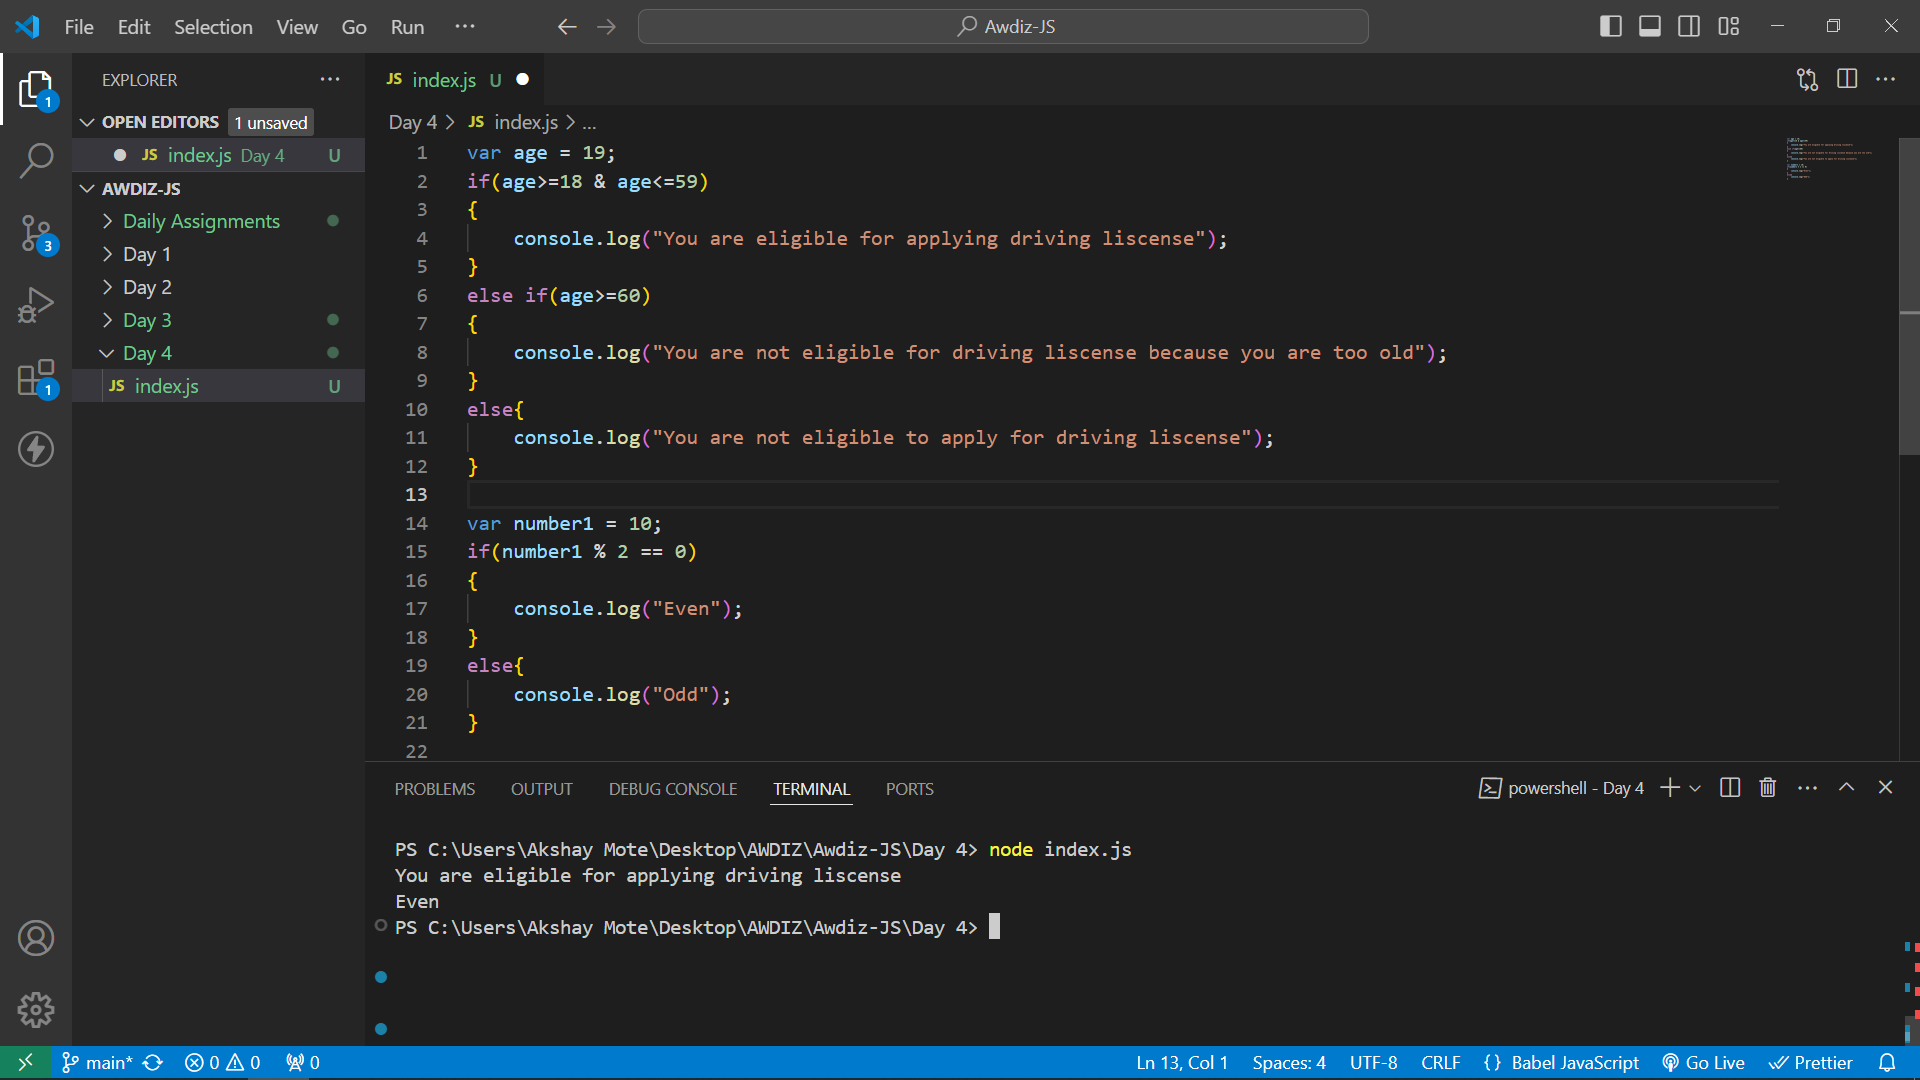 File Edit Selection View Go Run ··· Awdiz-JS
EXPLORER ···
OPEN EDITORS 1 unsaved
JS index.js Day 4 U
AWDIZ-JS
Daily Assignments
Day 1
Day 2
Day 3
Day 4
JS index.js U
1
3
1
JS index.js U
Day 4 > JS index.js > ...
1 var age = 19;
2 if(age>=18 & age<=59)
3 {
4 console.log("You are eligible for applying driving liscense");
5 }
6 else if(age>=60)
7 {
8 console.log("You are not eligible for driving liscense because you are too old");
9 }
10 else{
11 console.log("You are not eligible to apply for driving liscense");
12 }
13
14 var number1 = 10;
15 if(number1 % 2 == 0)
16 {
17 console.log("Even");
18 }
19 else{
20 console.log("Odd");
21 }
22
PROBLEMS OUTPUT DEBUG CONSOLE TERMINAL PORTS powershell - Day 4
PS C:\Users\Akshay Mote\Desktop\AWDIZ\Awdiz-JS\Day 4> node index.js
You are eligible for applying driving liscense
Even
PS C:\Users\Akshay Mote\Desktop\AWDIZ\Awdiz-JS\Day 4>
main* 0 0 0 Ln 13, Col 1 Spaces: 4 UTF-8 CRLF {} Babel JavaScript Go Live Prettier